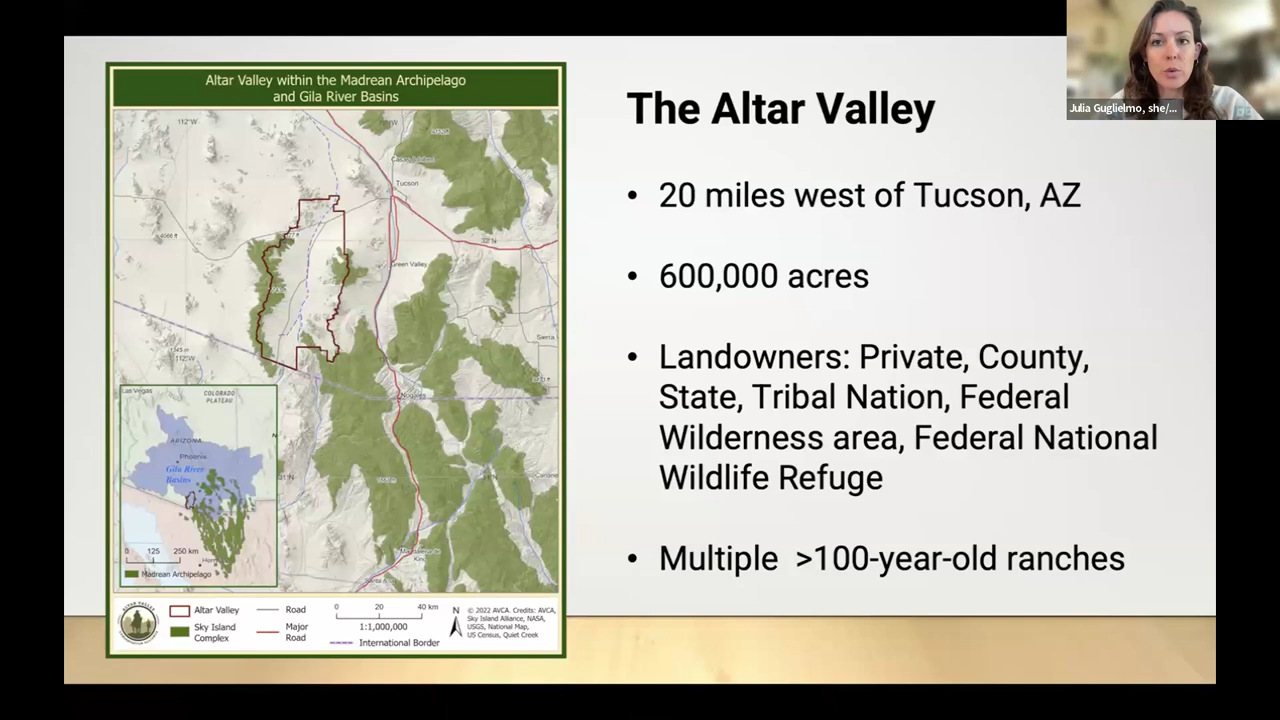 Altar Valley within the Madrean Archipelago
and Gila River Basins
112°W
Tucson
Green Valley
Sierra
112°W
Nogales
Las Vegas
COLORADO
PLATEAU
N
ARIZONA
Phoenix
Gila River
Basins
31°N
0 125 250 km
Madrean Archipelago
Altar Valley
Sky Island
Complex
Road
Major
Road
0 20 40 km
1:1,000,000
International Border
N
© 2022 AVCA. Credits: AVCA,
Sky Island Alliance, NASA,
USGS, National Map,
US Census, Quiet Creek
The Altar Valley
• 20 miles west of Tucson, AZ
• 600,000 acres
• Landowners: Private, County,
State, Tribal Nation, Federal
Wilderness area, Federal National
Wildlife Refuge
• Multiple >100-year-old ranches
Julia Guglielmo, she/...